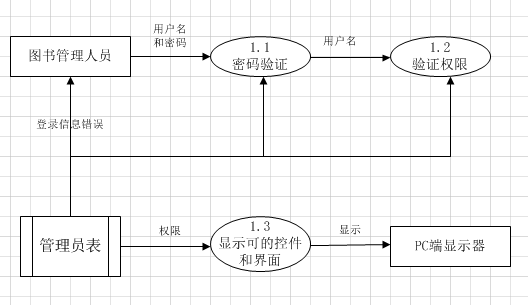 用户名
和密码
图书管理人员
1.1
密码验证
用户名
1.2
验证权限
登录信息错误
管理员表
权限
1.3
显示可的控件
和界面
显示
PC端显示器